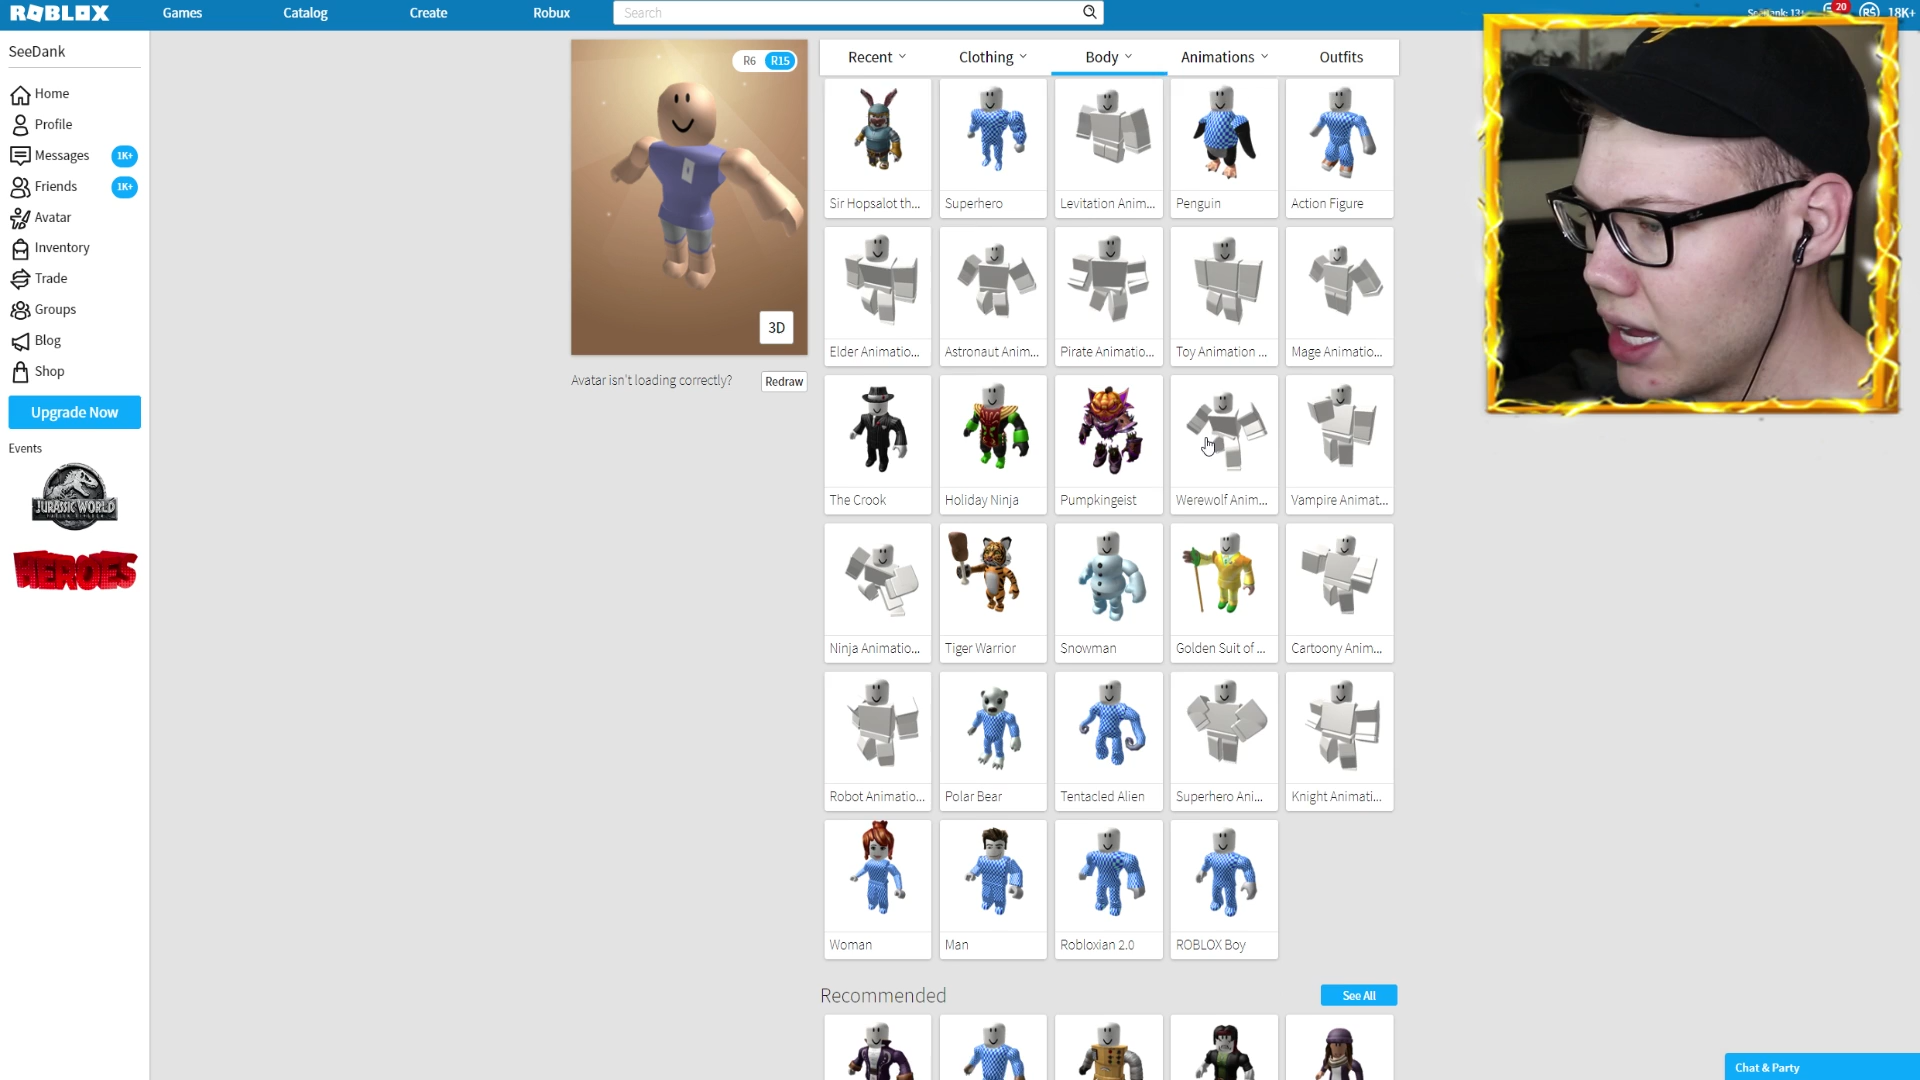 ROBLOX
Games
Catalog
Create
Robux
Search
SeeDank: 13+
20
R$
18K+
SeeDank
Home
Profile
Messages
1K+
Friends
1K+
Avatar
Inventory
Trade
Groups
Blog
Shop
Upgrade Now
Events
JURASSIC WORLD
HEROES
R6
R15
3D
Avatar isn't loading correctly?
Redraw
Recent
Clothing
Body
Animations
Outfits
Sir Hopsalot th...
Superhero
Levitation Anim...
Penguin
Action Figure
Elder Animatio...
Astronaut Anim...
Pirate Animatio...
Toy Animation ...
Mage Animatio...
The Crook
Holiday Ninja
Pumpkingeist
Werewolf Anim...
Vampire Animat...
Ninja Animatio...
Tiger Warrior
Snowman
Golden Suit of ...
Cartoony Anim...
Robot Animatio...
Polar Bear
Tentacled Alien
Superhero Ani...
Knight Animati...
Woman
Man
Robloxian 2.0
ROBLOX Boy
Recommended
See All
Chat & Party